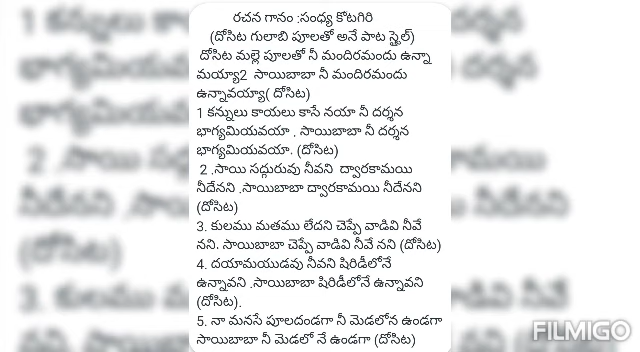 రచన గానం :సంధ్య కోటగిరి
(దోసిట గులాబి పూలతో అనే పాట స్టైల్)
దోసిట మల్లె పూలతో నీ మందిరమందు ఉన్నా
మయ్యా2 సాయిబాబా నీ మందిరమందు
ఉన్నావయ్యా( దోసిట)
1 కన్నులు కాయలు కాసే నయా నీ దర్శన
భాగ్యమియవయా . సాయిబాబా నీ దర్శన
భాగ్యమియవయా. (దోసిట)
2 .సాయి సద్గురువు నీవని ద్వారకామయి
నీదేనని .సాయిబాబా ద్వారకామయి నీదేనని
(దోసిట)
3. కులము మతము లేదని చెప్పే వాడివి నీవే
నని. సాయిబాబా చెప్పే వాడివి నీవే నని (దోసిట)
4. దయామయుడవు నీవని షిరిడీలోనే
ఉన్నావని .సాయిబాబా షిరిడీలోనే ఉన్నావని
(దోసిట).
5. నా మనసే పూలదండగా నీ మెడలోన ఉండగా
సాయిబాబా నీ మెడలో నే ఉండగా (దోసిట)
FILMIGO